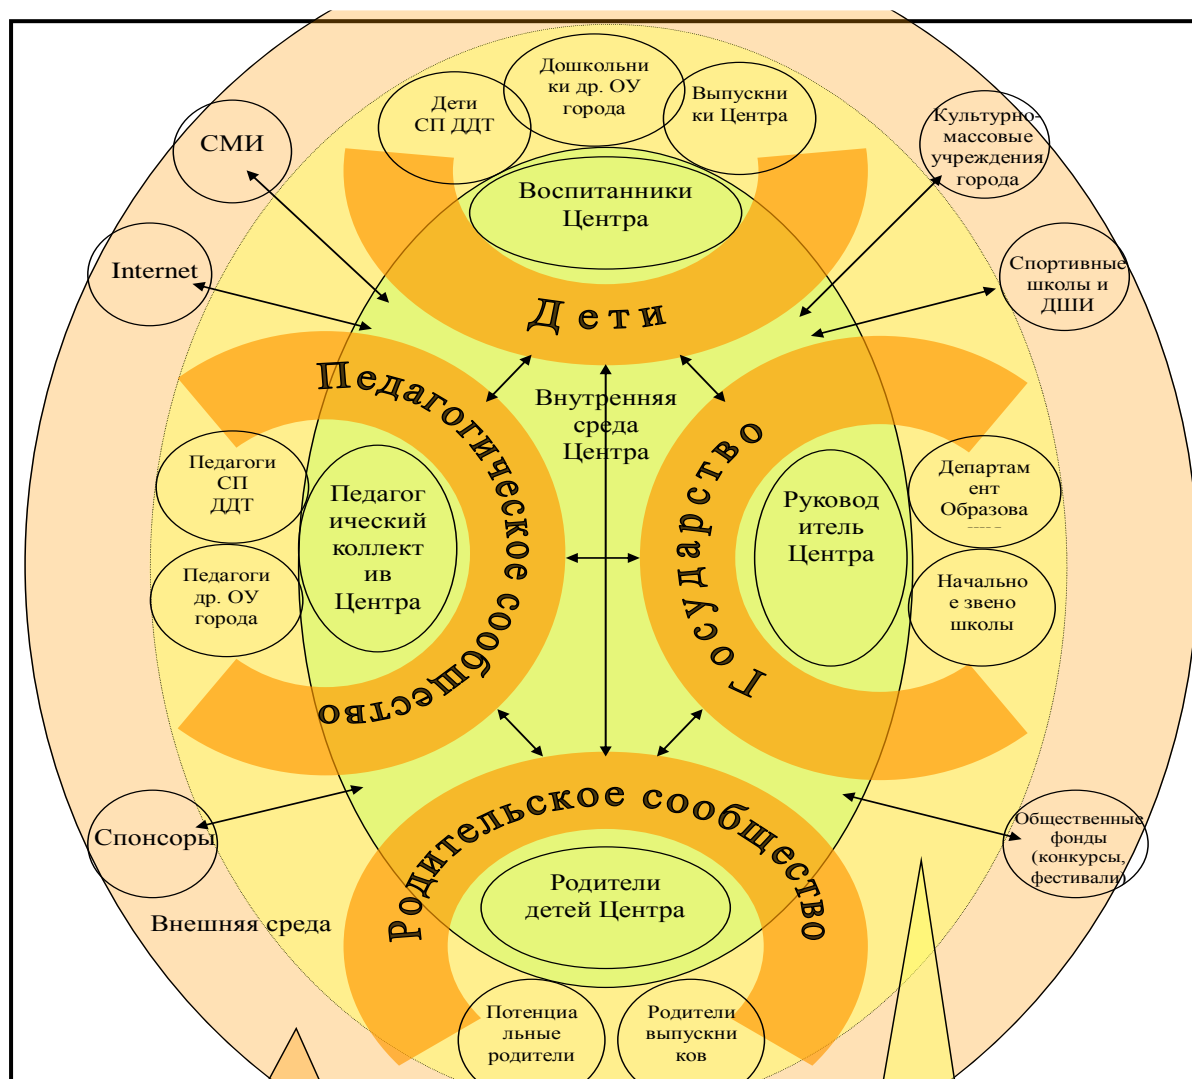 Дошкольни
ки др. ОУ
города
Дети
СП ДДТ
Выпускни
ки Центра
СМИ
Культурно-
массовые
учреждения
города
Воспитанники
Центра
Internet
Спортивные
школы и
ДШИ
Дети
Педагогическое сообщество
Внутренняя
среда
Центра
Государство
Педагоги
СП
ДДТ
Педагог
ический
коллект
ив
Центра
Руковод
итель
Центра
Департам
ент
Образова
Педагоги
др. ОУ
города
Начально
е звено
школы
Родительское сообщество
Спонсоры
Общественные
фонды
(конкурсы,
фестивали)
Родители
детей Центра
Внешняя среда
Потенциа
льные
родители
Родители
выпускни
ков